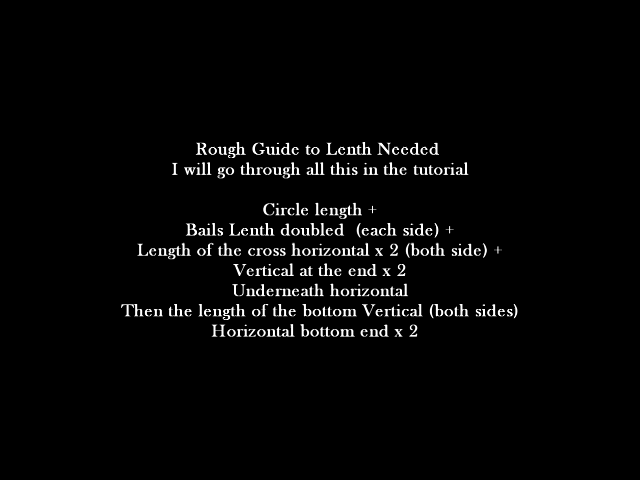 Rough Guide to Lenth Needed
I will go through all this in the tutorial
Circle length +
Bails Lenth doubled (each side) +
Length of the cross horizontal x 2 (both side) +
Vertical at the end x 2
Underneath horizontal
Then the length of the bottom Vertical (both sides)
Horizontal bottom end x 2